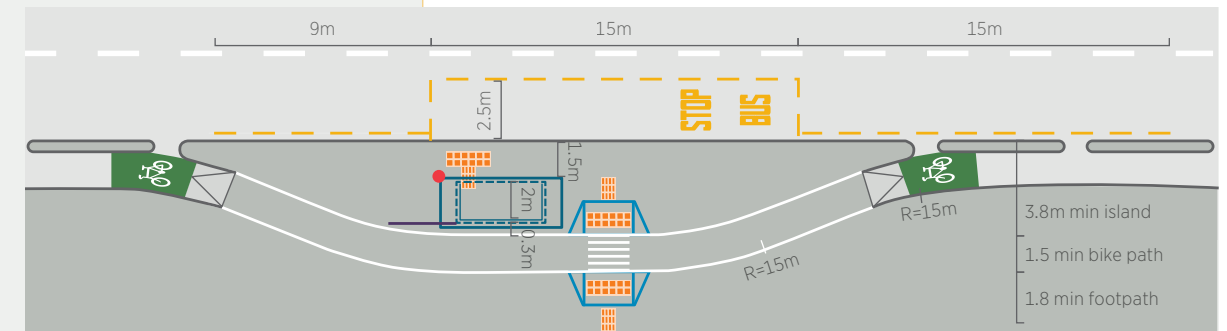 9m
15m
15m
2.5m
STOP
BUS
1.5m
2m
0.3m
R=15m
R=15m
3.8m min island
1.5 min bike path
1.8 min footpath